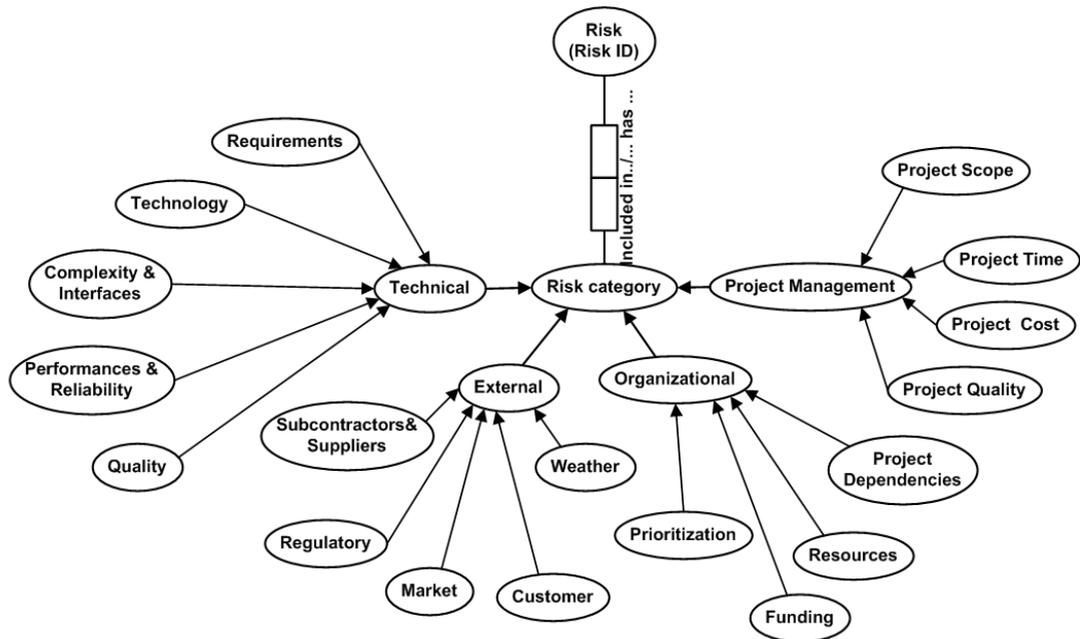 Risk
(Risk ID)
included in../... has ...
Requirements
Project Scope
Technology
Project Time
Complexity &
Interfaces
Technical
Risk category
Project Management
Project  Cost
Performances &
Reliability
External
Organizational
Project Quality
Subcontractors&
Suppliers
Quality
Weather
Project
Dependencies
Regulatory
Prioritization
Resources
Market
Customer
Funding